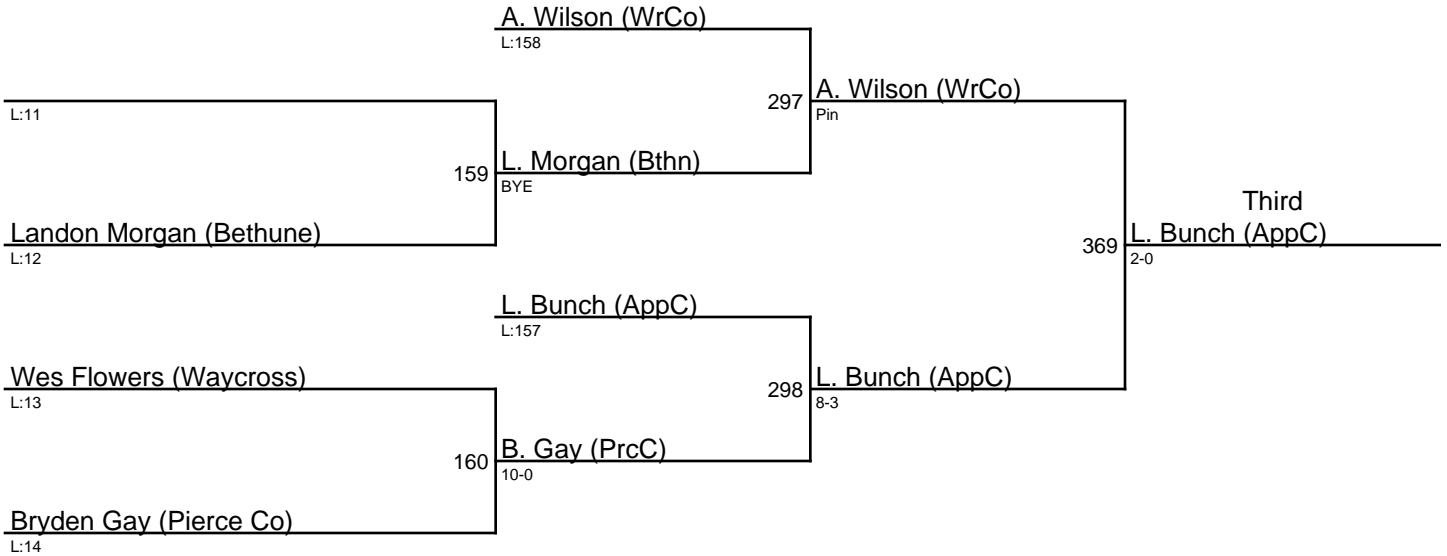 A. Wilson (WrCo)
L:158
L:11
297
A. Wilson (WrCo)
Pin
159
L. Morgan (Bthn)
BYE
Landon Morgan (Bethune)
L:12
Third
369
L. Bunch (AppC)
2-0
L. Bunch (AppC)
L:157
Wes Flowers (Waycross)
L:13
298
L. Bunch (AppC)
8-3
160
B. Gay (PrcC)
10-0
Bryden Gay (Pierce Co)
L:14